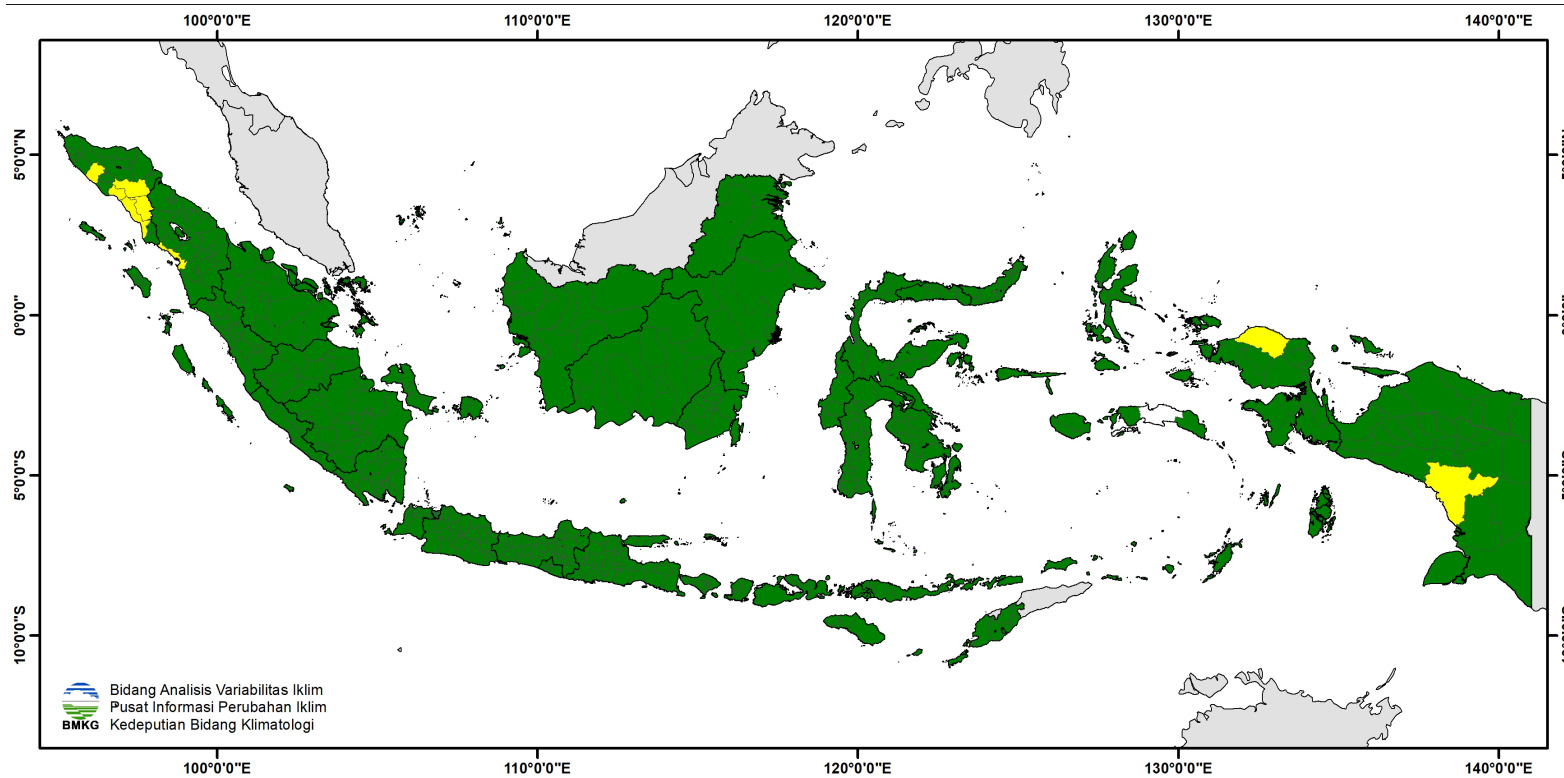 100°0'0"E 110°0'0"E 120°0'0"E 130°0'0"E 140°0'0"E
5°0'0"N
0°0'0"
5°0'0"S
10°0'0"S
BMKG
Bidang Analisis Variabilitas Iklim
Pusat Informasi Perubahan Iklim
Kedeputian Bidang Klimatologi
100°0'0"E 110°0'0"E 120°0'0"E 130°0'0"E 140°0'0"E